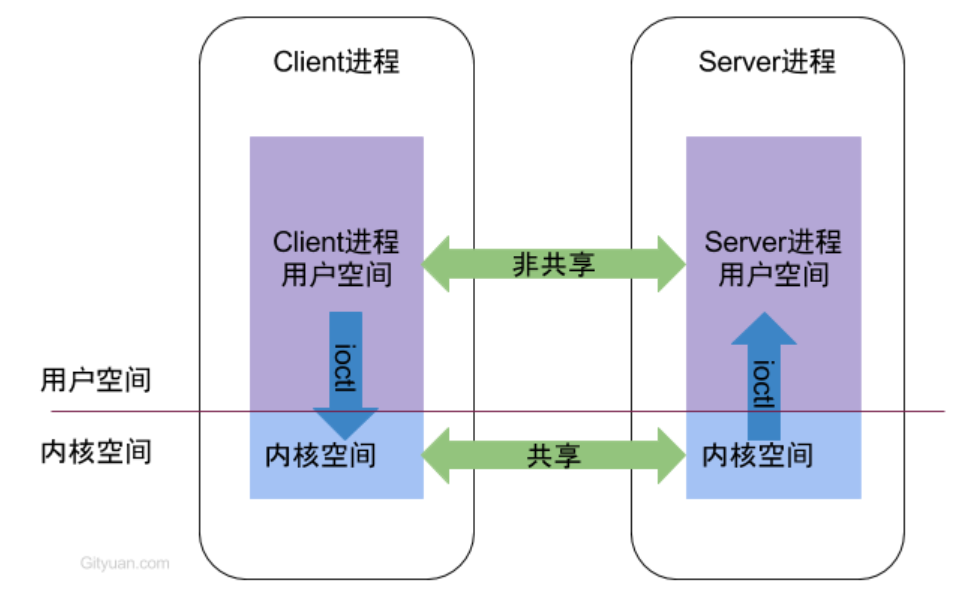 Client进程
Server进程
Client进程
用户空间
非共享
Server进程
用户空间
ioctl
ioctl
用户空间
内核空间
内核空间
共享
内核空间
Gityuan.com